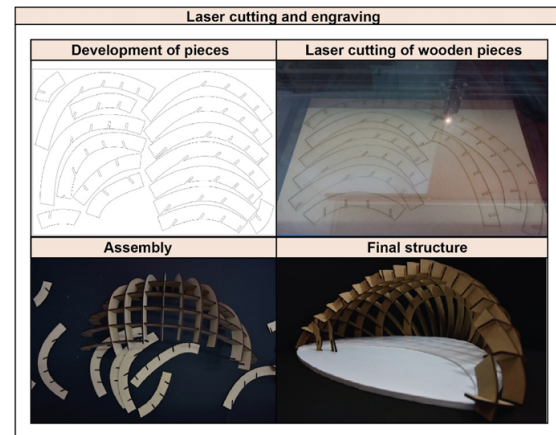 Laser cutting and engraving
Development of pieces
Laser cutting of wooden pieces
Assembly
Final structure